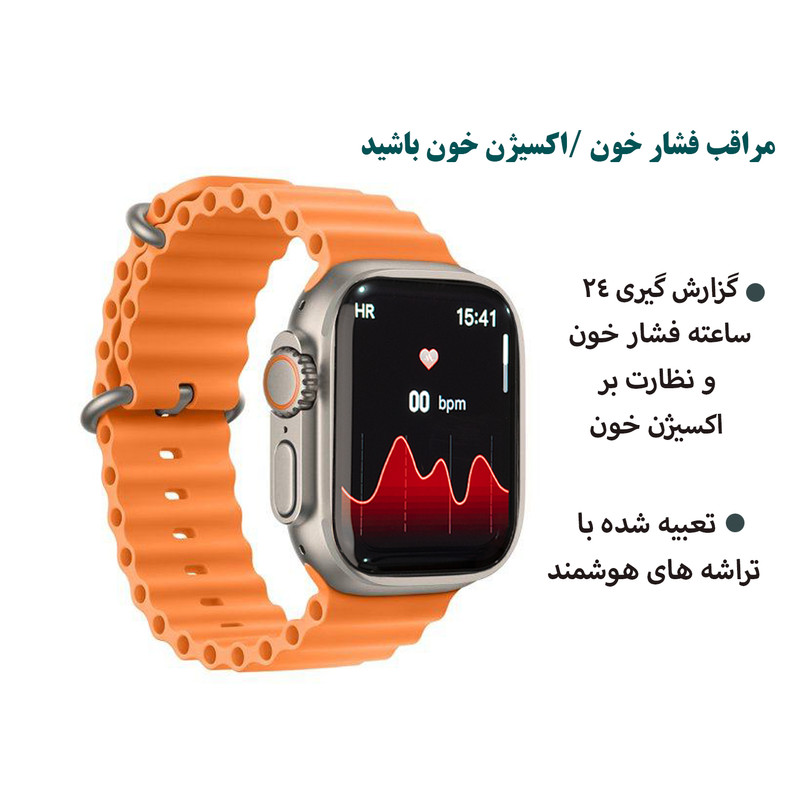 مراقب فشار خون /اکسیژن خون باشید
HR
15:41
00 bpm
● گزارش گیری ٢٤
ساعته فشار خون
و نظارت بر
اکسیژن خون
● تعبیه شده با
تراشه های هوشمند